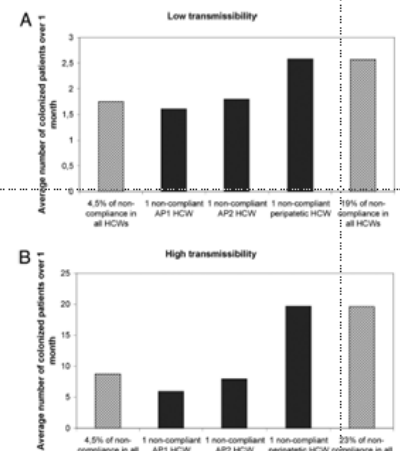 A
Low transmissibility
Average number of colonized patients over 1
month
3
2,5
2
1,5
1
0,5
0
4,5% of non-
compliance in
all HCWs
1 non-compliant
AP1 HCW
1 non-compliant
AP2 HCW
1 non-compliant
peripatetic HCW
19% of non-
compliance in
all HCWs
B
High transmissibility
Average number of colonized patients over 1
month
25
20
15
10
5
0
4,5% of non-
compliance in all
1 non-compliant
AP1 HCW
1 non-compliant
AP2 HCW
1 non-compliant
peripatetic HCW
23% of non-
compliance in all